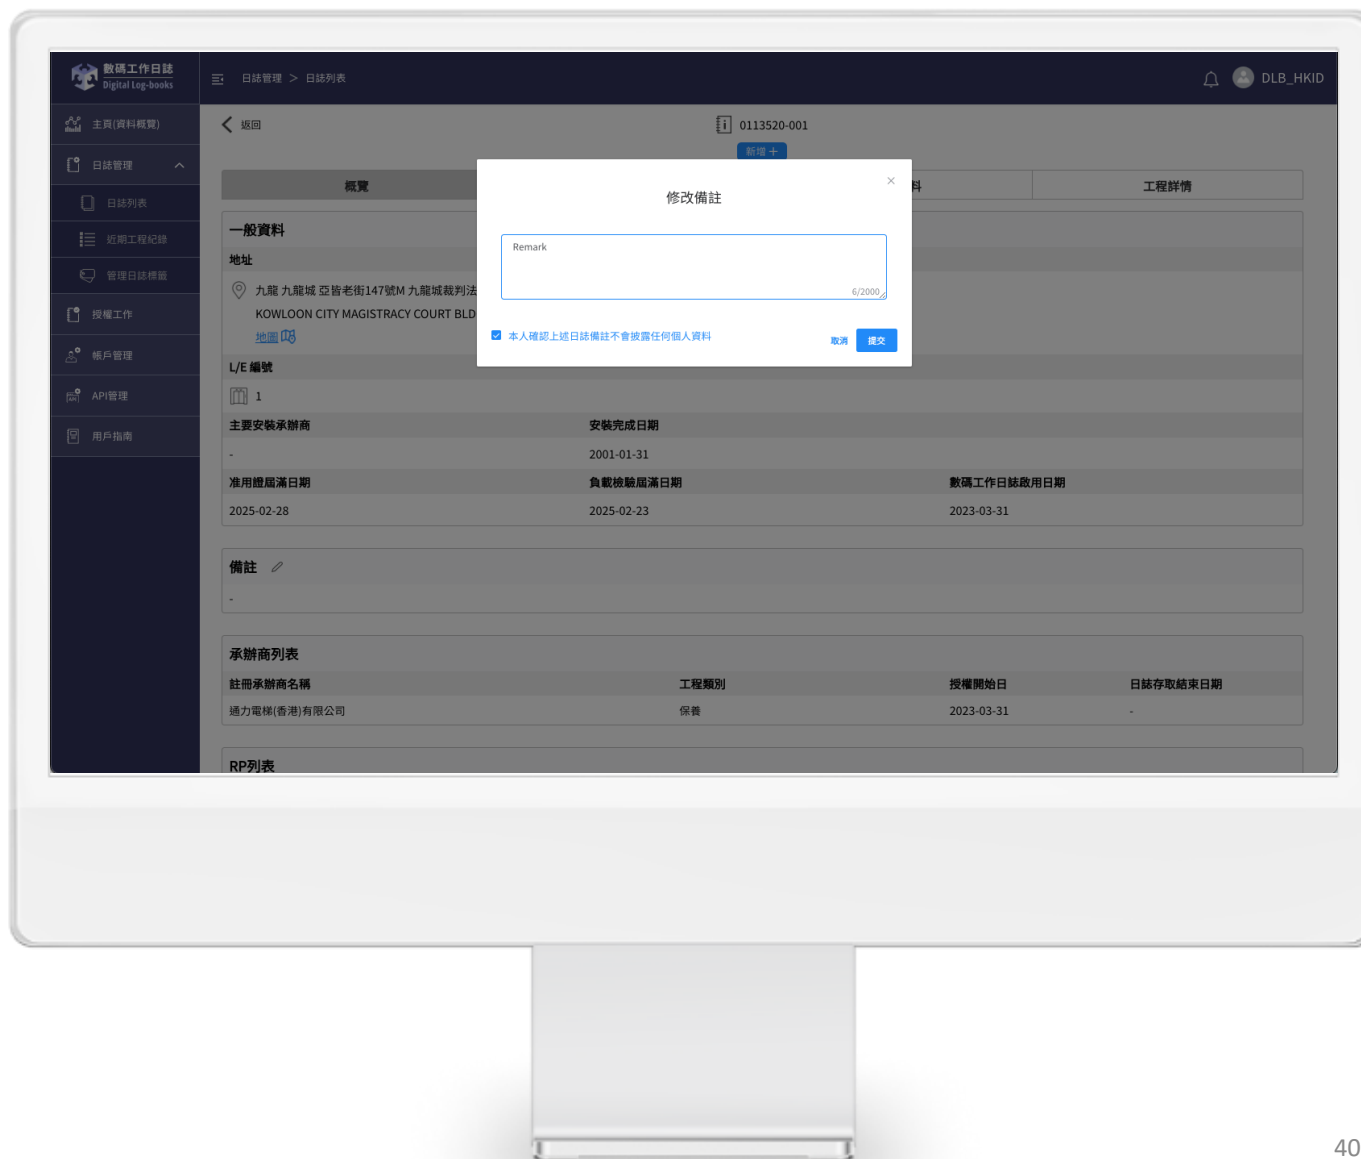 數碼工作日誌
Digital Log-books
日誌管理 > 日誌列表
DLB_HKID
主頁(資料概覽)
日誌管理
日誌列表
近期工程紀錄
管理日誌標籤
授權工作
帳戶管理
API管理
用戶指南
返回
0113520-001
新增＋
概覽
料
工程詳情
修改備註
Remark
6/2000
本人確認上述日誌備註不會披露任何個人資料
取消
提交
一般資料
地址
九龍 九龍城 亞皆老街147號M 九龍城裁判法
KOWLOON CITY MAGISTRACY COURT BLD
地圖
L/E 編號
1
主要安裝承辦商 安裝完成日期
- 2001-01-31
准用證屆滿日期 負載檢驗屆滿日期 數碼工作日誌啟用日期
2025-02-28 2025-02-23 2023-03-31
備註
-
承辦商列表
註冊承辦商名稱 工程類別 授權開始日 日誌存取結束日期
通力電梯(香港)有限公司 保養 2023-03-31 -
RP列表
40